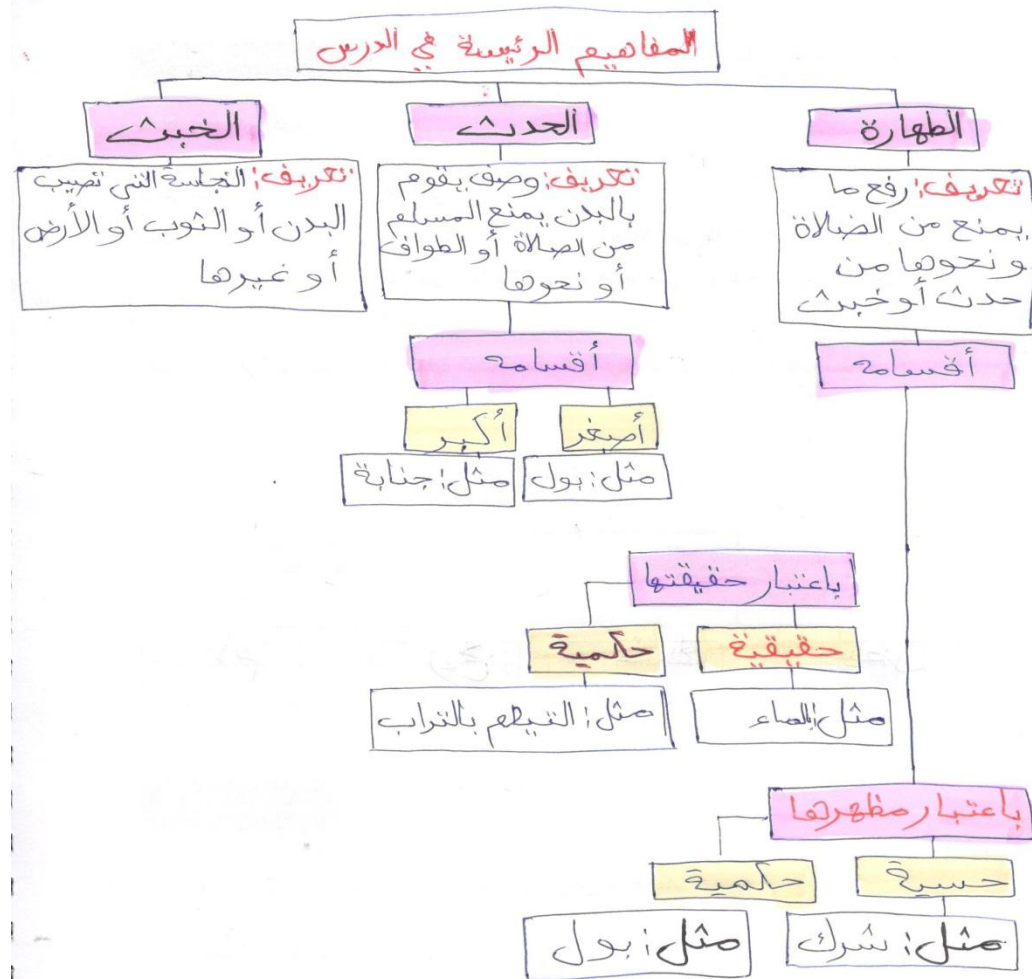 المفاهيم الرئيسة في الدرس
الطهارة
تعريف: رفع ما
يمنع من الصلاة
و نحوها من
حدث أو خبث
أقسامه
الحدث
تعريف: وصف يقوم
بالبدن يمنع المسلم
من الصلاة أو الطواف
أو نحوها
أقسامه
أصغر
مثل: بول
أكبر
مثل: جنابة
الخبث
تعريف: النجاسة التي تصيب
البدن أو الثوب أو الأرض
أو غيرها
باعتبار حقيقتها
حقيقية
مثل: الماء
حكمية
مثل: التيمم بالتراب
باعتبار مظهرها
حسية
مثل: شرك
حكمية
مثل: بول